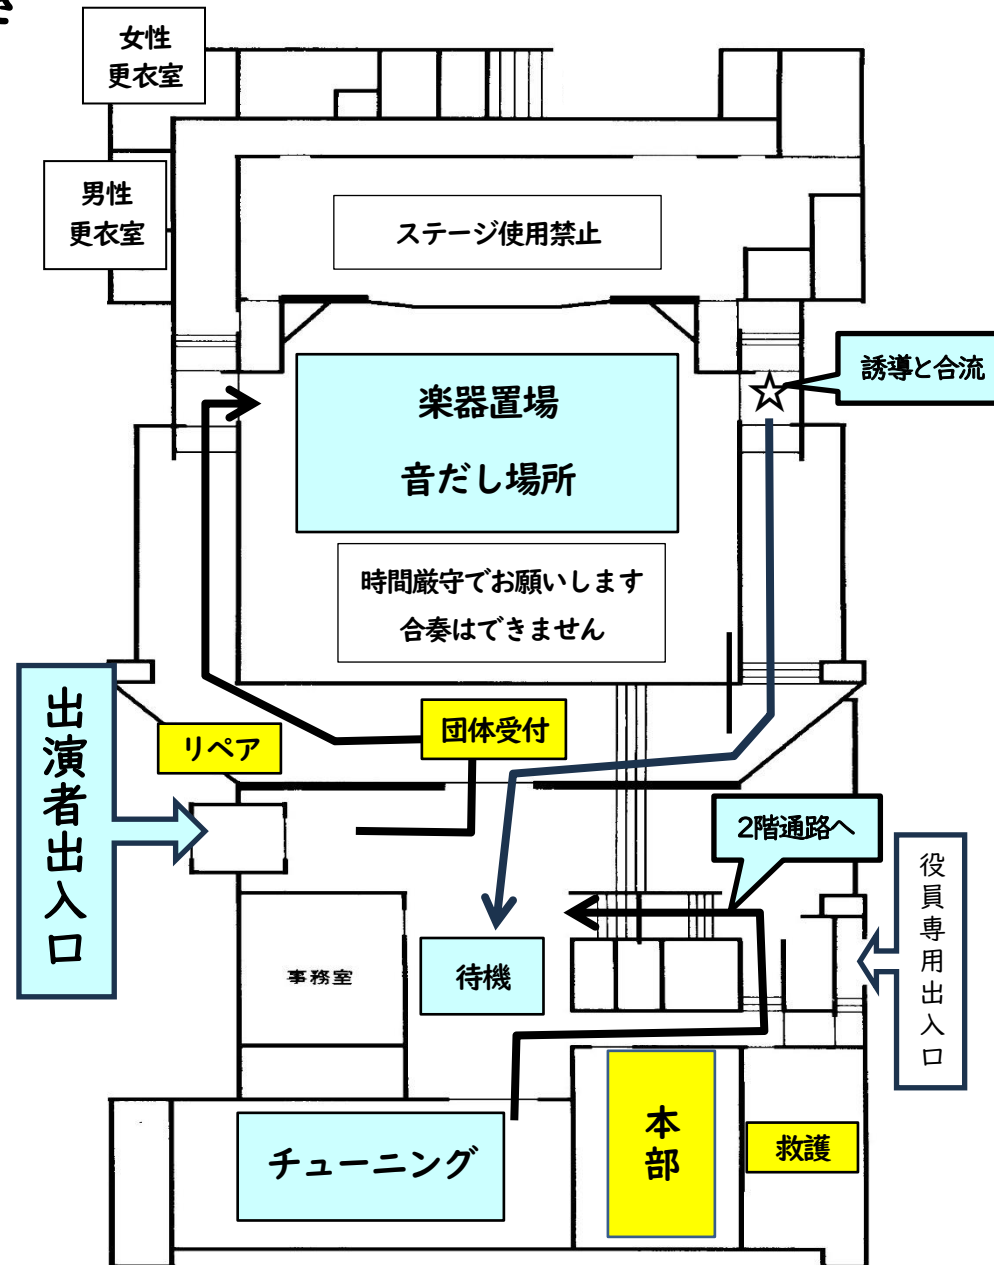 女性
更衣室
男性
更衣室
ステージ使用禁止
誘導と合流
楽器置場
音だし場所
時間厳守でお願いします
合奏はできません
出演者出入口
リペア
団体受付
2階通路へ
役員専用出入口
事務室
待機
チューニング
本部
救護